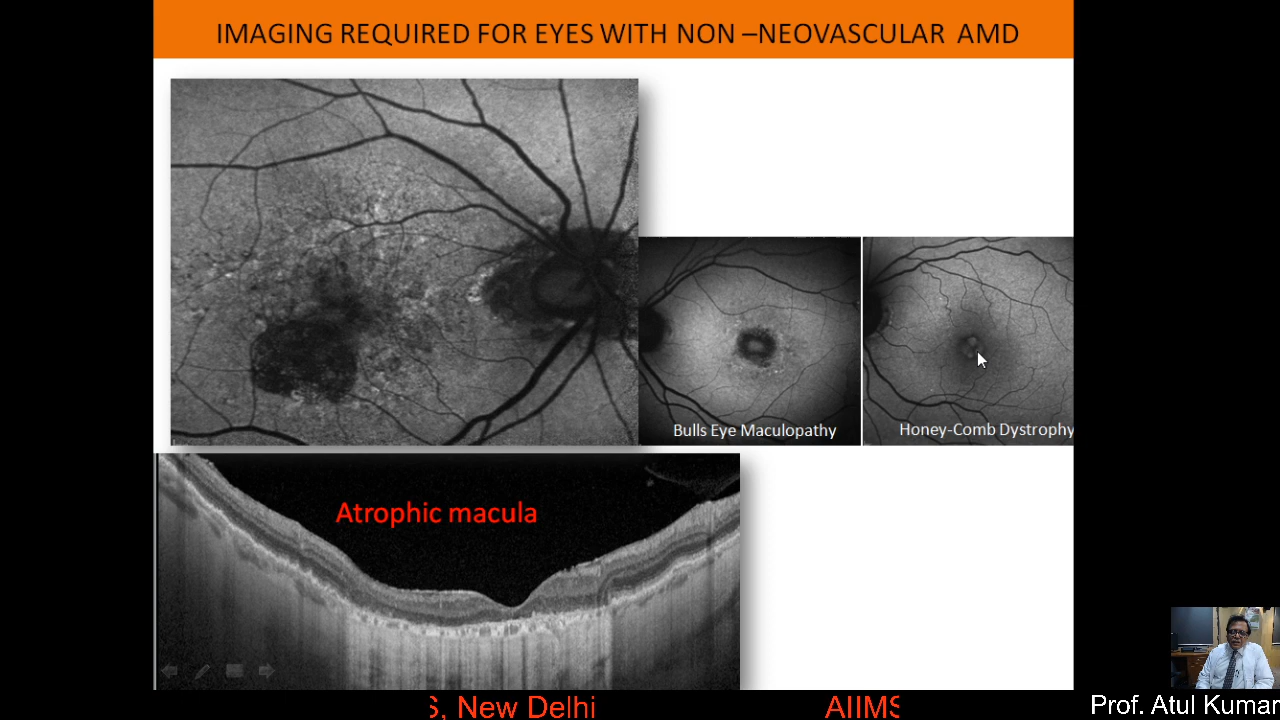 IMAGING REQUIRED FOR EYES WITH NON –NEOVASCULAR AMD
Bulls Eye Maculopathy
Honey-Comb Dystrophy
Atrophic macula
S, New Delhi
AIIMS
Prof. Atul Kumar